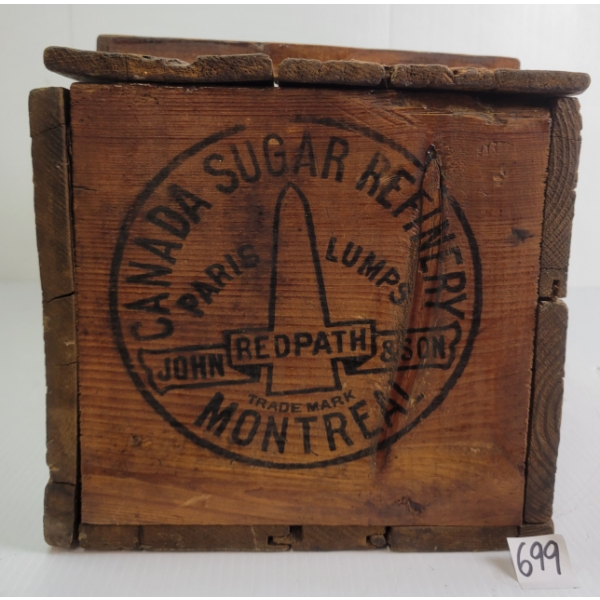 CANADA SUGAR REFINERY
PARIS LUMPS
JOHN REDPATH & SON
TRADE MARK
MONTREAL
699